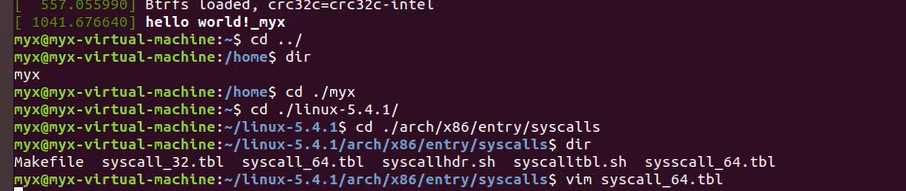 [  557.055990] Btrfs loaded, crc32c=crc32c-intel
[ 1041.676640] hello world!_myx
myx@myx-virtual-machine:~$ cd ../
myx@myx-virtual-machine:/home$ dir
myx
myx@myx-virtual-machine:/home$ cd ./myx
myx@myx-virtual-machine:~$ cd ./linux-5.4.1/
myx@myx-virtual-machine:~/linux-5.4.1$ cd ./arch/x86/entry/syscalls
myx@myx-virtual-machine:~/linux-5.4.1/arch/x86/entry/syscalls$ dir
Makefile  syscall_32.tbl  syscall_64.tbl  syscallhdr.sh  syscalltbl.sh  sysscall_64.tbl
myx@myx-virtual-machine:~/linux-5.4.1/arch/x86/entry/syscalls$ vim syscall_64.tbl